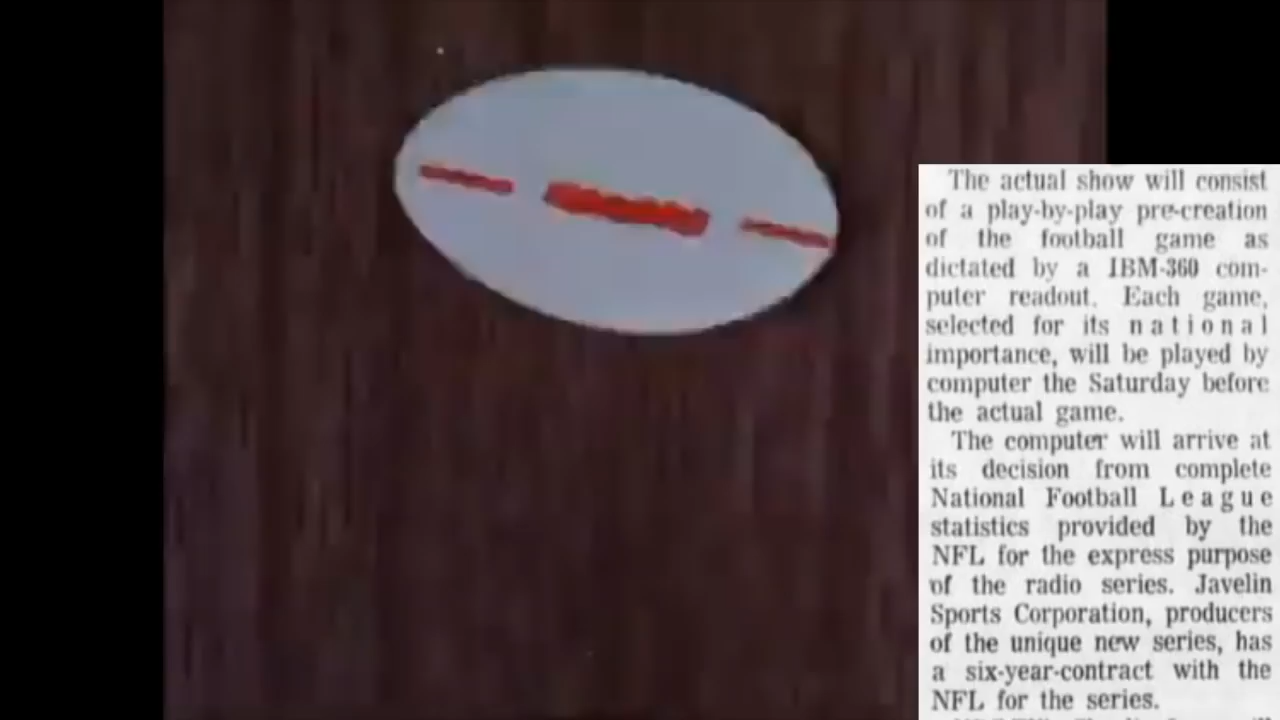 The actual show will consist
of a play-by-play pre-creation
of the football game as
dictated by a IBM-360 com-
puter readout. Each game,
selected for its national
importance, will be played by
computer the Saturday before
the actual game.
The computer will arrive at
its decision from complete
National Football League
statistics provided by the
NFL for the express purpose
of the radio series. Javelin
Sports Corporation, producers
of the unique new series, has
a six-year-contract with the
NFL for the series.